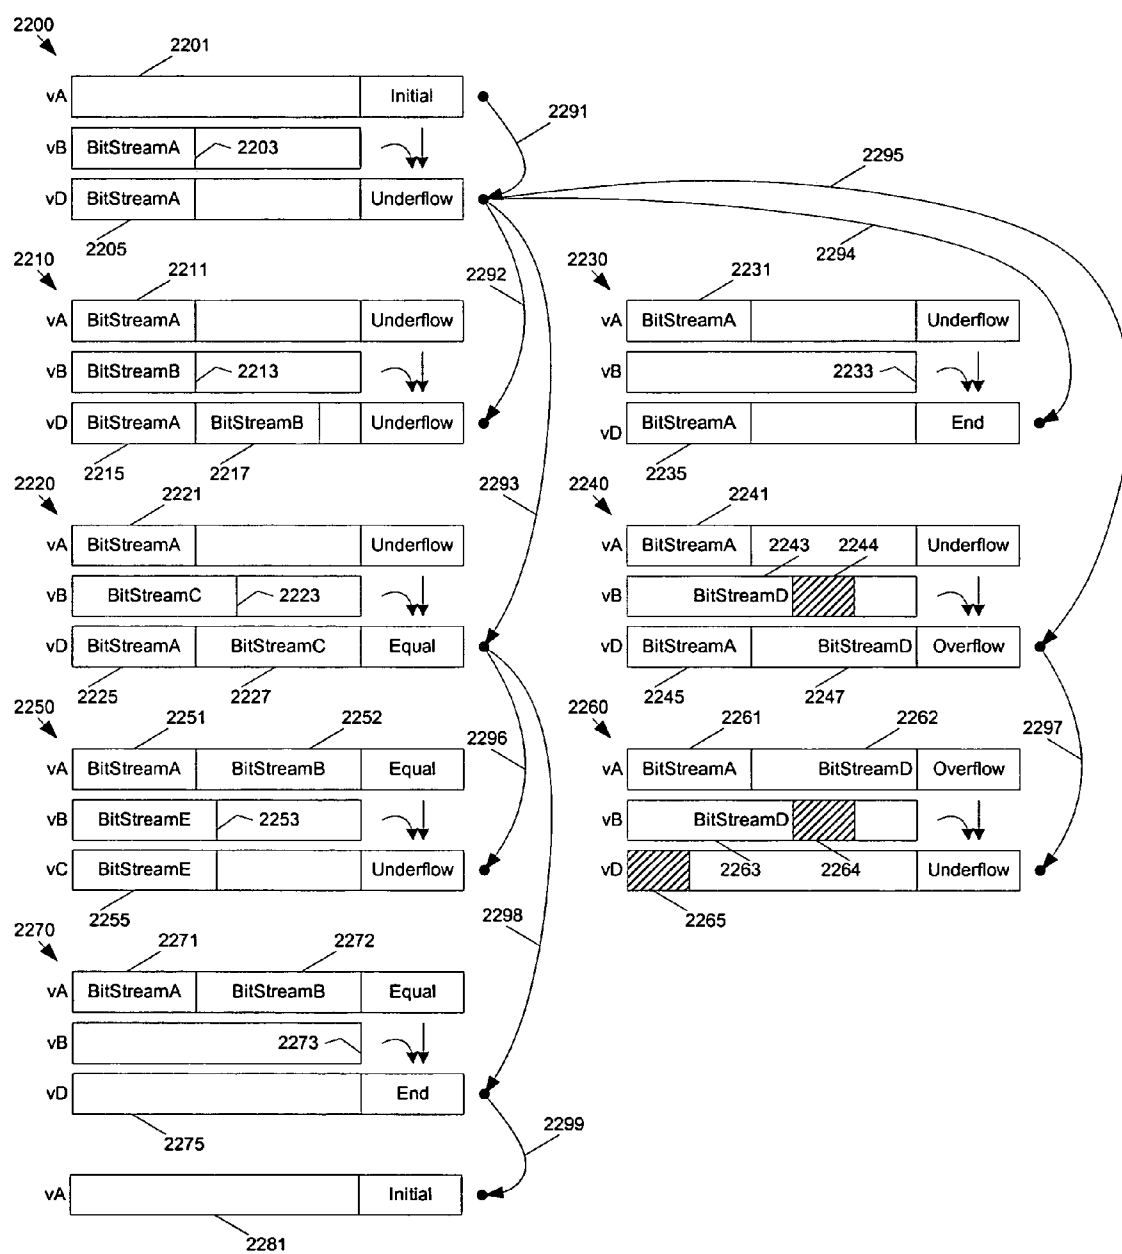 2200
2201
vA Initial
2291
vB BitStreamA 2203
2295
vD BitStreamA Underflow
2205
2294
2210 2211 2292 2230 2231
vA BitStreamA Underflow vA BitStreamA Underflow
vB BitStreamB 2213 vB 2233
vD BitStreamA BitStreamB Underflow vD BitStreamA End
2215 2217 2235
2220 2221 2293 2240 2241
vA BitStreamA Underflow vA BitStreamA 2243 2244 Underflow
vB BitStreamC 2223 vB BitStreamD
vD BitStreamA BitStreamC Equal vD BitStreamA BitStreamD Overflow
2225 2227 2245 2247
2250 2251 2252 2296 2260 2261 2262 2297
vA BitStreamA BitStreamB Equal vA BitStreamA BitStreamD Overflow
vB BitStreamE 2253 vB BitStreamD
vC BitStreamE Underflow vD 2263 2264 Underflow
2255 2298 2265
2270 2271 2272
vA BitStreamA BitStreamB Equal
vB 2273
vD End
2275 2299
vA Initial
2281